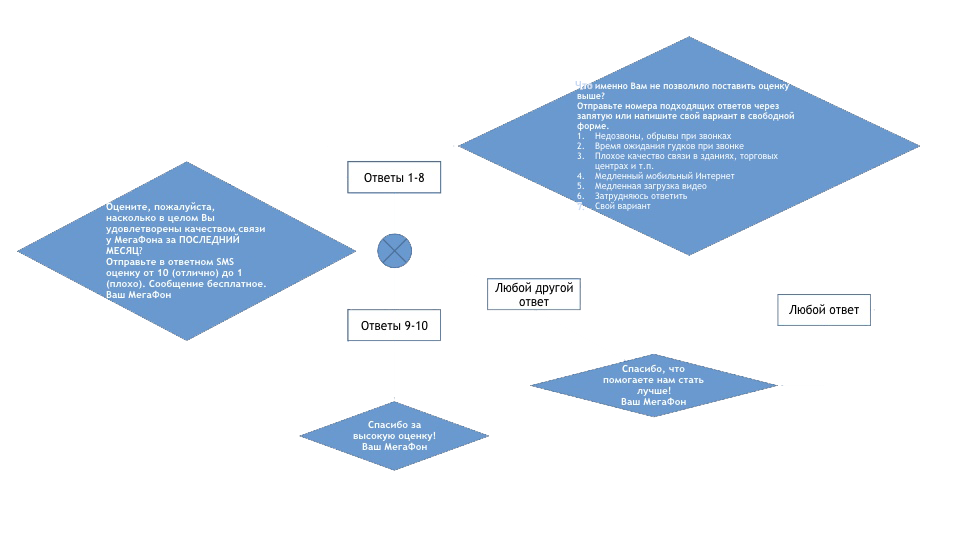 Что именно Вам не позволило поставить оценку
выше?
Отправьте номера подходящих ответов через
запятую или напишите свой вариант в свободной
форме.
1. Недозвоны, обрывы при звонках
2. Время ожидания гудков при звонке
3. Плохое качество связи в зданиях, торговых
центрах и т.п.
4. Медленный мобильный Интернет
5. Медленная загрузка видео
6. Затрудняюсь ответить
7. Свой вариант
Ответы 1-8
Оцените, пожалуйста,
насколько в целом Вы
удовлетворены качеством связи
у МегаФона за ПОСЛЕДНИЙ
МЕСЯЦ?
Отправьте в ответном SMS
оценку от 10 (отлично) до 1
(плохо). Сообщение бесплатное.
Ваш МегаФон
Любой другой
ответ
Любой ответ
Ответы 9-10
Спасибо, что
помогаете нам стать
лучше!
Ваш МегаФон
Спасибо за
высокую оценку!
Ваш МегаФон